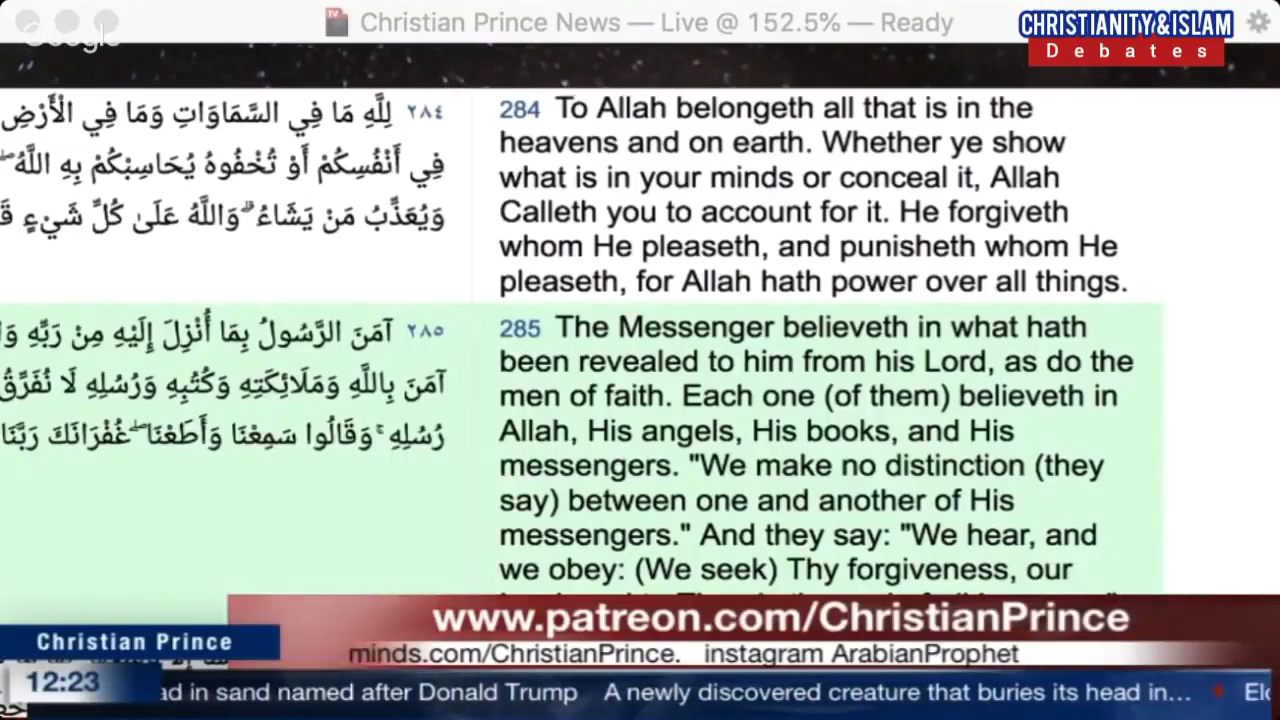 Christian Prince News — Live @ 152.5% — Ready
Google
CHRISTIANITY & ISLAM
Debates
٢٨٤ لِلَّهِ مَا فِي السَّمَاوَاتِ وَمَا فِي الْأَرْضِ
فِي أَنْفُسِكُمْ أَوْ تُخْفُوهُ يُحَاسِبْكُمْ بِهِ اللَّهُ ۖ
وَيُعَذِّبُ مَنْ يَشَاءُ ۗ وَاللَّهُ عَلَىٰ كُلِّ شَيْءٍ
284 To Allah belongeth all that is in the
heavens and on earth. Whether ye show
what is in your minds or conceal it, Allah
Calleth you to account for it. He forgiveth
whom He pleaseth, and punisheth whom He
pleaseth, for Allah hath power over all things.
٢٨٥ آمَنَ الرَّسُولُ بِمَا أُنْزِلَ إِلَيْهِ مِنْ رَبِّهِ
آمَنَ بِاللَّهِ وَمَلَائِكَتِهِ وَكُتُبِهِ وَرُسُلِهِ لَا نُفَرِّقُ
رُسُلِهِ ۚ وَقَالُوا سَمِعْنَا وَأَطَعْنَا ۖ غُفْرَانَكَ رَبَّنَا
285 The Messenger believeth in what hath
been revealed to him from his Lord, as do the
men of faith. Each one (of them) believeth in
Allah, His angels, His books, and His
messengers. "We make no distinction (they
say) between one and another of His
messengers." And they say: "We hear, and
we obey: (We seek) Thy forgiveness, our
www.patreon.com/ChristianPrince
Christian Prince
minds.com/ChristianPrince. instagram ArabianProphet
12:23
ad in sand named after Donald Trump A newly discovered creature that buries its head in...